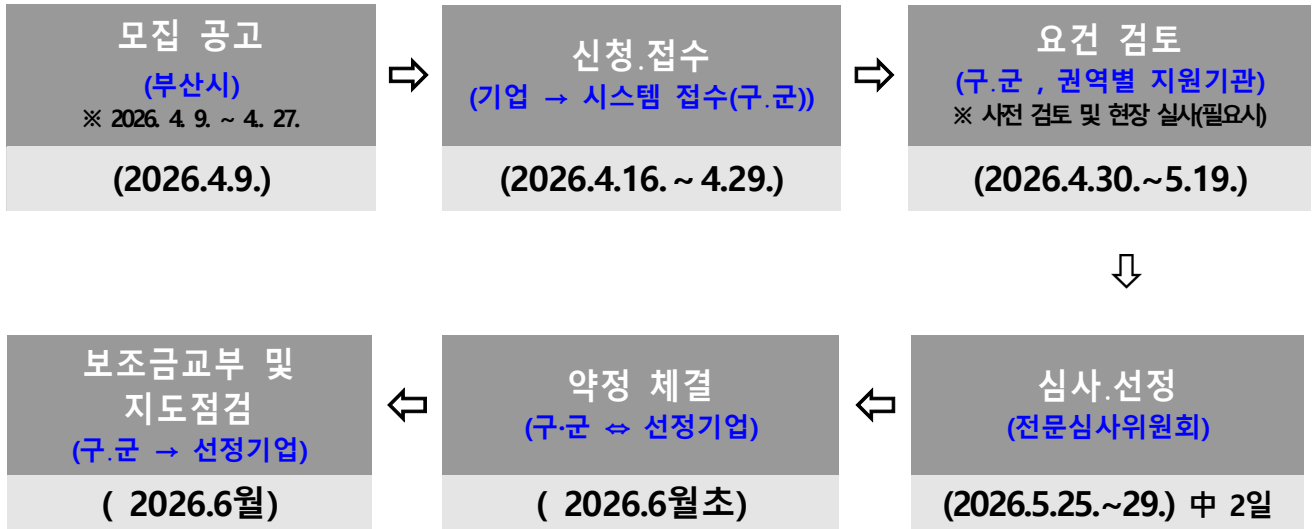 모집 공고
(부산시)
※ 2026. 4. 9. ~ 4.. 27.
(2026.4.9.)
⇨
신청.접수
(기업 → 시스템 접수(구.군))
(2026.4.16. ~ 4.29.)
⇨
요건 검토
(구.군 , 권역별 지원기관)
※ 사전 검토 및 현장 실사(필요시)
(2026.4.30.~5.19.)
⇩
심사.선정
(전문심사위원회)
(2026.5.25.~29.) 中 2일
⇦
약정 체결
(구·군 ⇔ 선정기업)
( 2026.6월초)
⇦
보조금교부 및
지도점검
(구.군 → 선정기업)
( 2026.6월)